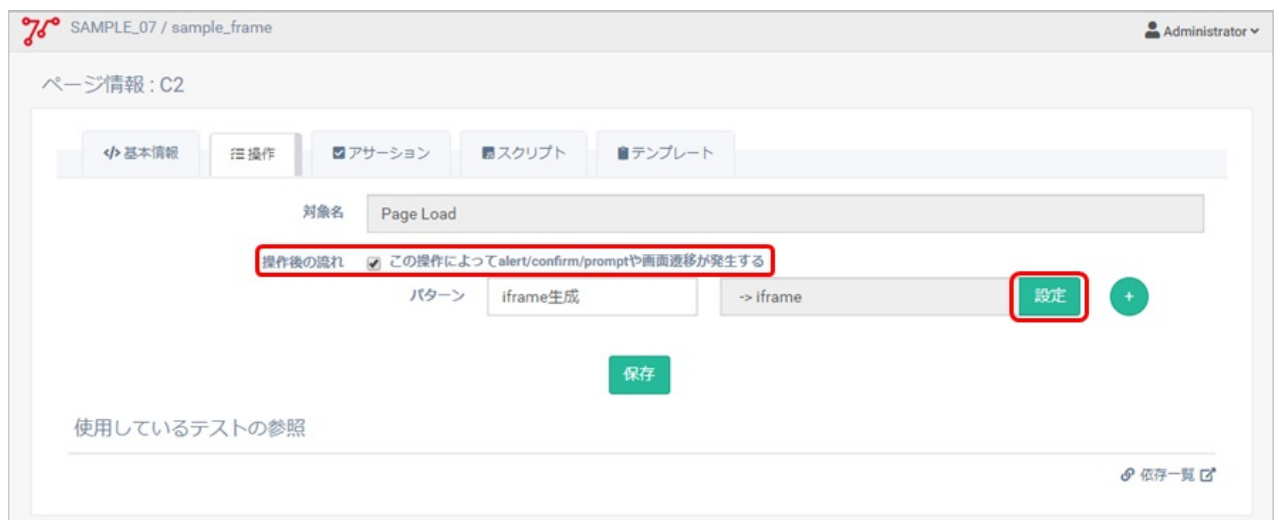 SAMPLE_07 / sample_frame
Administrator
ページ情報 : C2
</> 基本情報
操作
アサーション
スクリプト
テンプレート
対象名
Page Load
操作後の流れ
この操作によってalert/confirm/promptや画面遷移が発生する
パターン
iframe生成
-> iframe
設定
+
保存
使用しているテストの参照
依存一覧